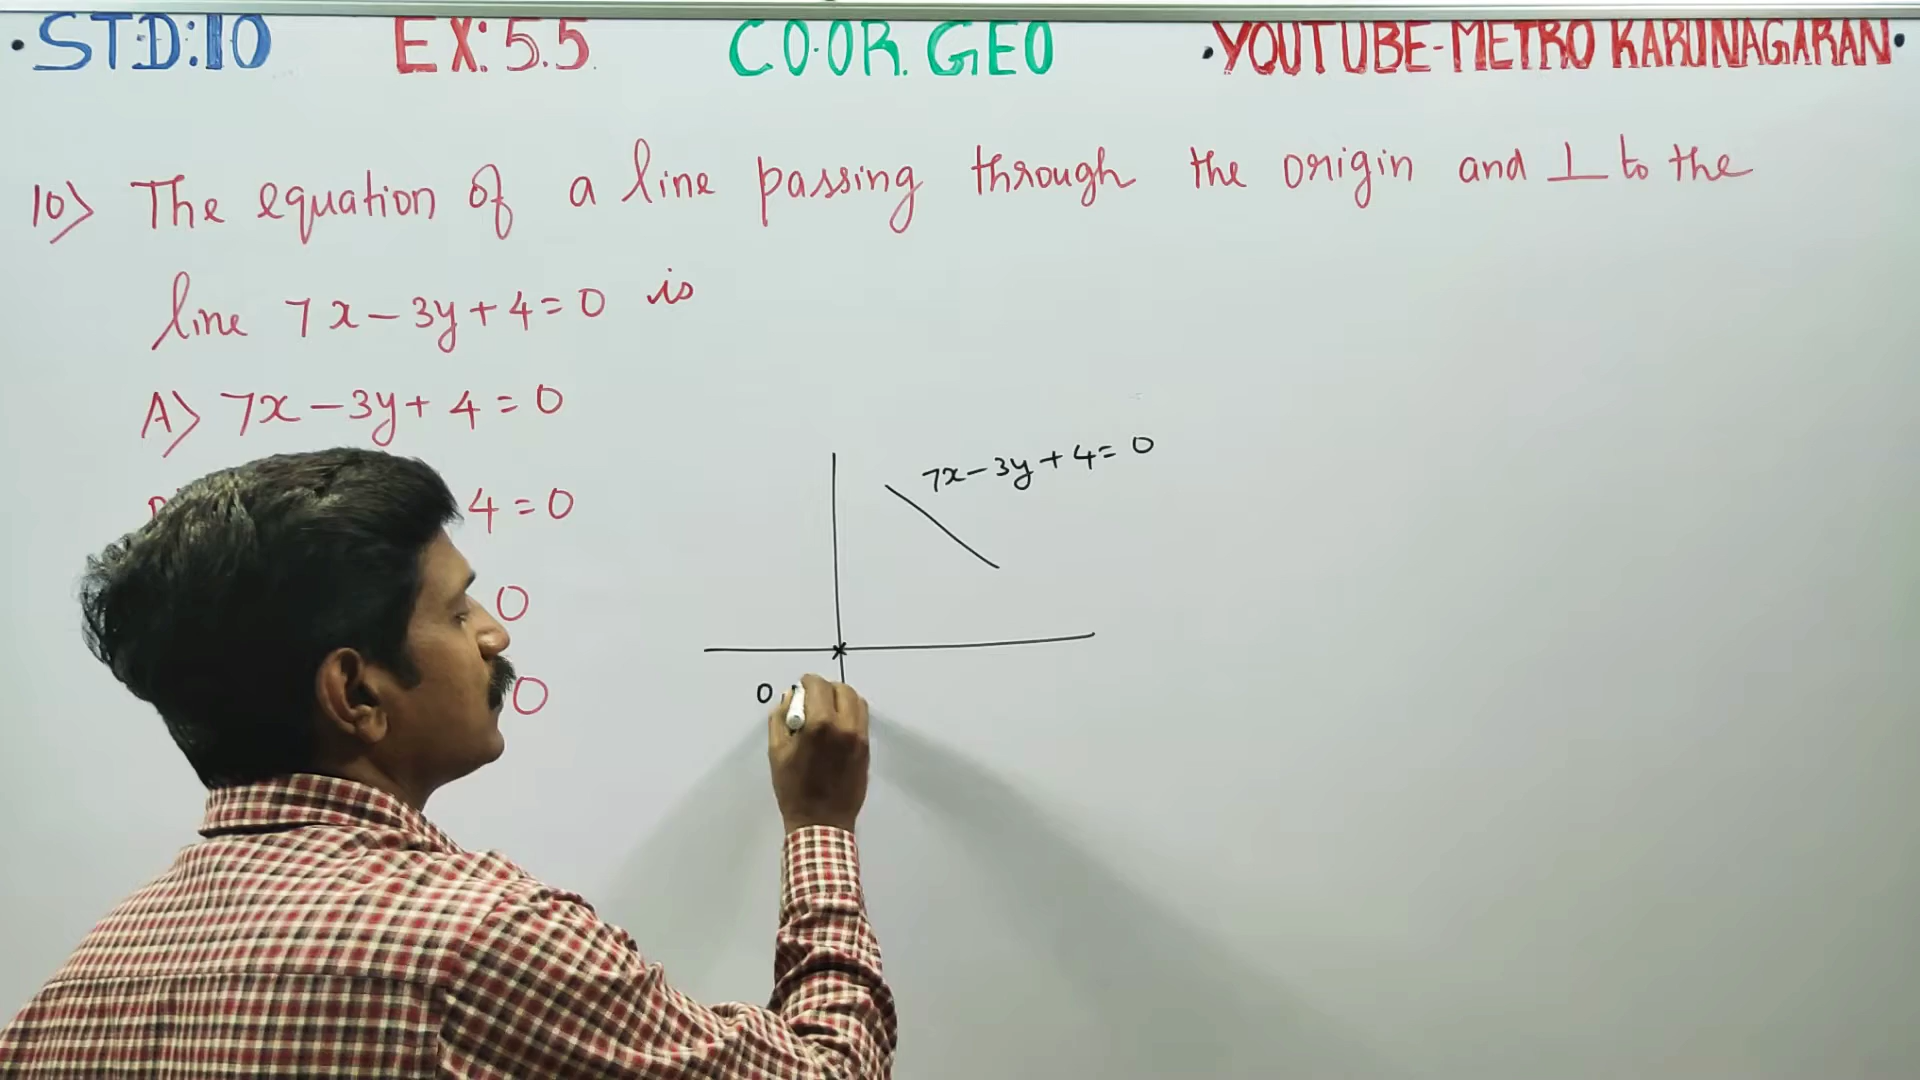 •STD:10 EX:5.5 CO.OR. GEO •YOUTUBE-METRO KARUNAGARAN•
10) The equation of a line passing through the origin and ⊥ to the
line 7x-3y+4=0 is
A) 7x-3y+4=0
4=0
0
0
7x-3y+4=0
0